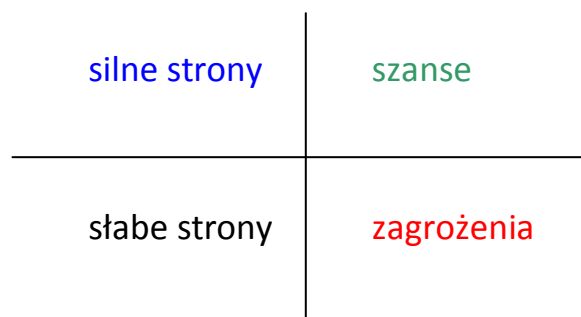 silne strony
szanse
słabe strony
zagrożenia